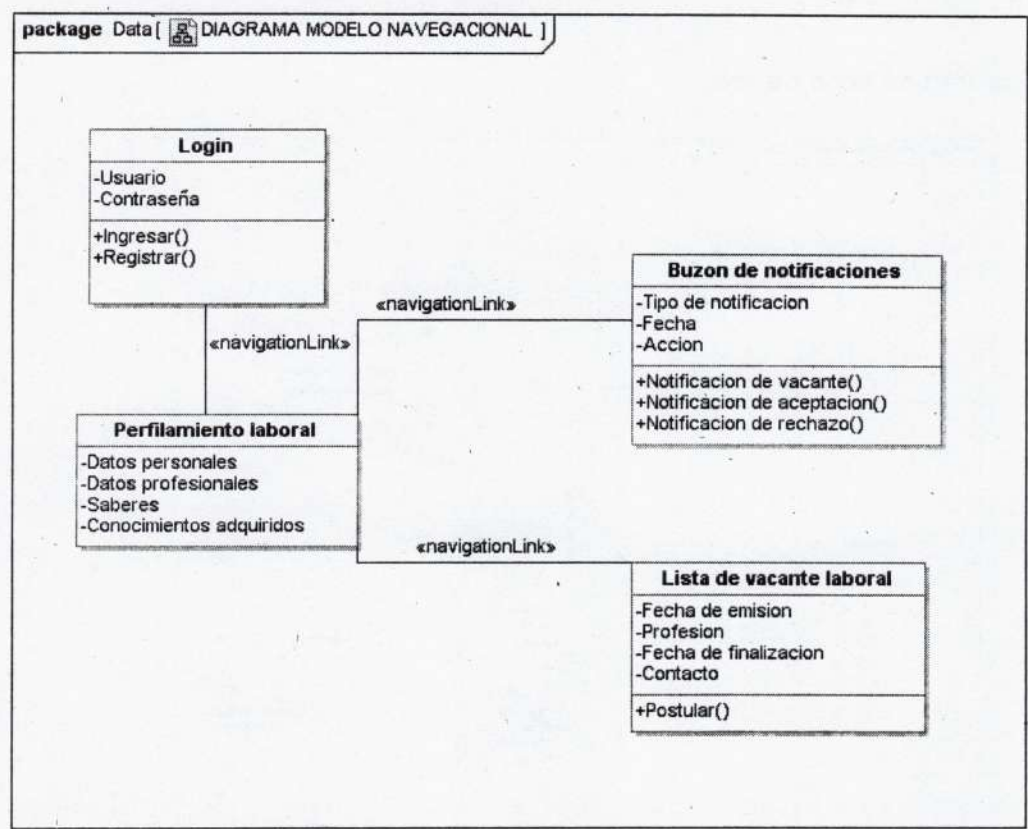 package Data [ DIAGRAMA MODELO NAVEGACIONAL ]
Login
-Usuario
-Contraseña
+Ingresar()
+Registrar()
«navigationLink»
«navigationLink»
Buzon de notificaciones
-Tipo de notificacion
-Fecha
-Accion
+Notificacion de vacante()
+Notificacion de aceptacion()
+Notificacion de rechazo()
Perfilamiento laboral
-Datos personales
-Datos profesionales
-Saberes
-Conocimientos adquiridos
«navigationLink»
Lista de vacante laboral
-Fecha de emision
-Profesion
-Fecha de finalizacion
-Contacto
+Postular()